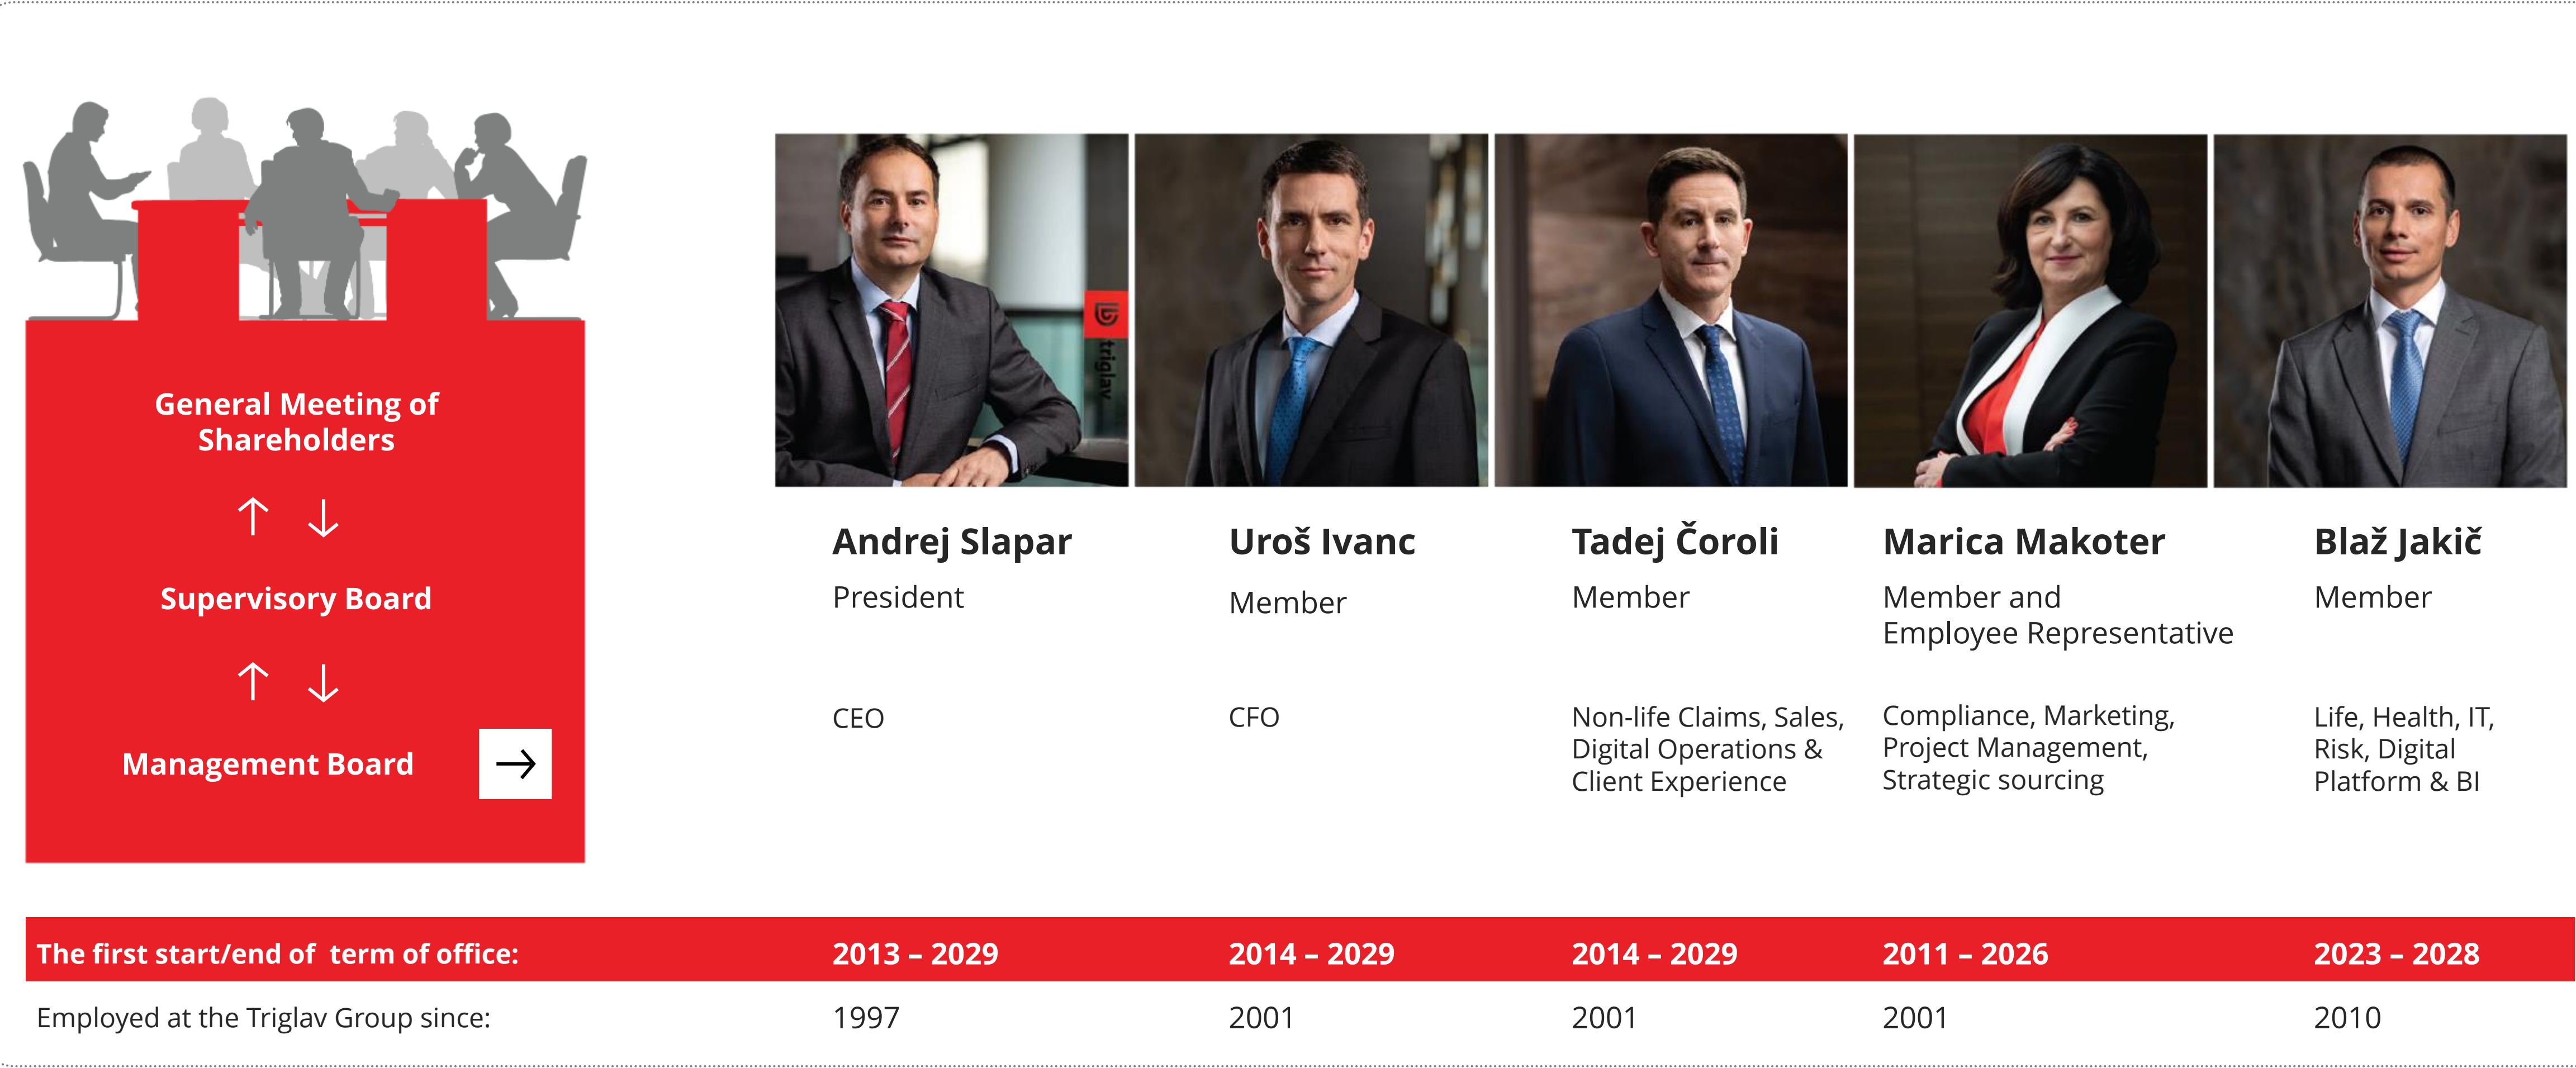 triglav
General Meeting of
Shareholders
↑ ↓
Supervisory Board
↑ ↓
Management Board →
Andrej Slapar
President
CEO
Uroš Ivanc
Member
CFO
Tadej Čoroli
Member
Non-life Claims, Sales,
Digital Operations &
Client Experience
Marica Makoter
Member and
Employee Representative
Compliance, Marketing,
Project Management,
Strategic sourcing
Blaž Jakič
Member
Life, Health, IT,
Risk, Digital
Platform & BI
The first start/end of  term of office: 2013 – 2029 2014 – 2029 2014 – 2029 2011 – 2026 2023 – 2028
Employed at the Triglav Group since: 1997 2001 2001 2001 2010